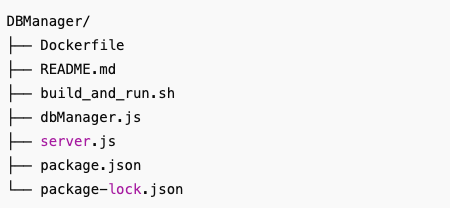 DBManager/
├── Dockerfile
├── README.md
├── build_and_run.sh
├── dbManager.js
├── server.js
├── package.json
└── package-lock.json